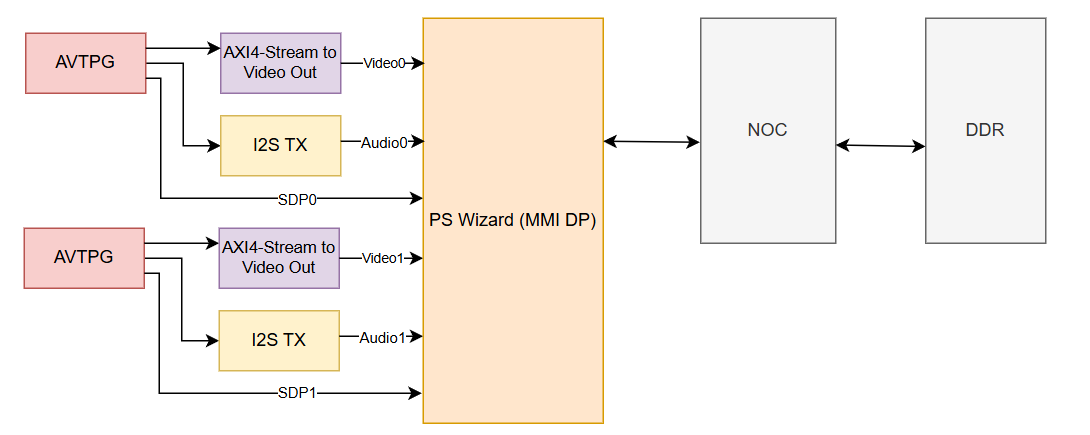 AVTPG
AXI4-Stream to
Video Out
Video0
I2S TX
Audio0
SDP0
AVTPG
AXI4-Stream to
Video Out
Video1
I2S TX
Audio1
SDP1
PS Wizard (MMI DP)
NOC
DDR